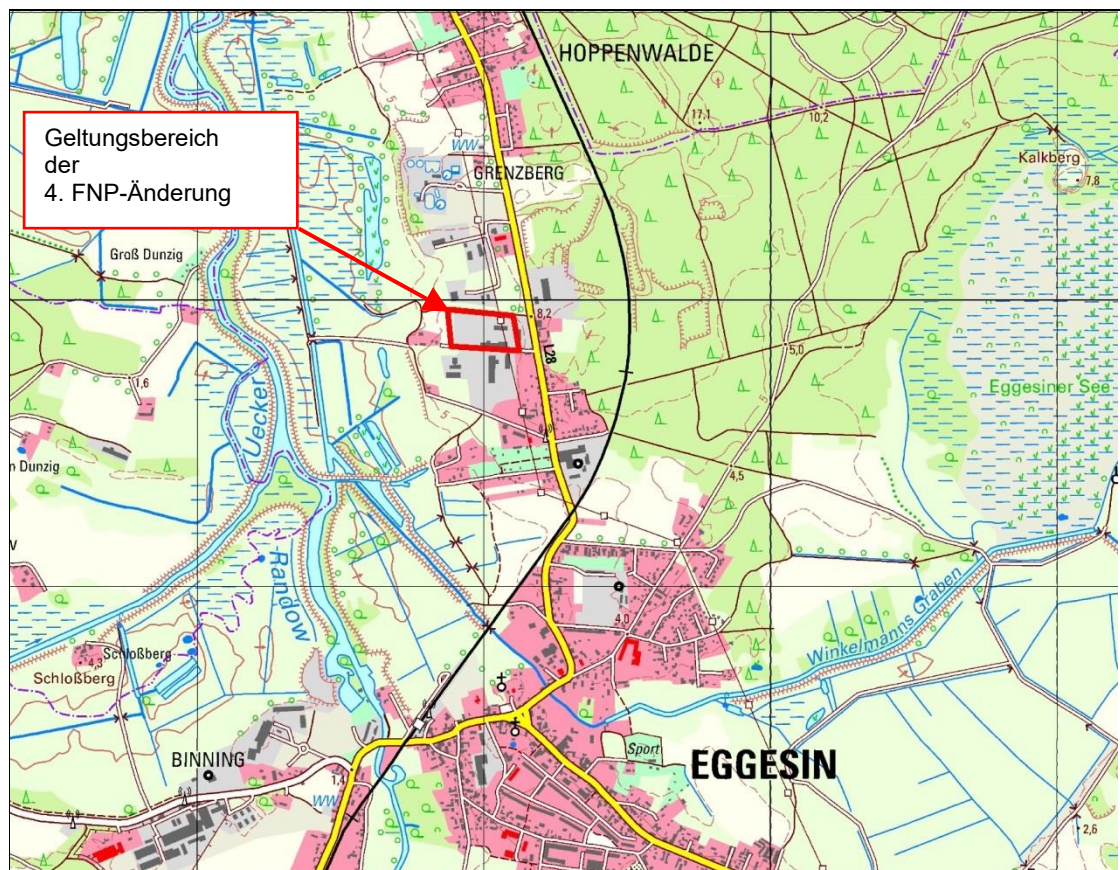 HOPPENWALDE
Geltungsbereich
der
4. FNP-Änderung
17,1
10,2
WW
GRENZBERG
Kalkberg
7,8
Groß Dunzig
8,2
L28
5,0
1,6
Uecker
Eggesiner See
n Dunzig
4,5
Randow
Winkelmanns Graben
4,0
Schloßberg
4,3
Schloßberg
Sport
EGGESIN
BINNING
1,4
WW
2,6